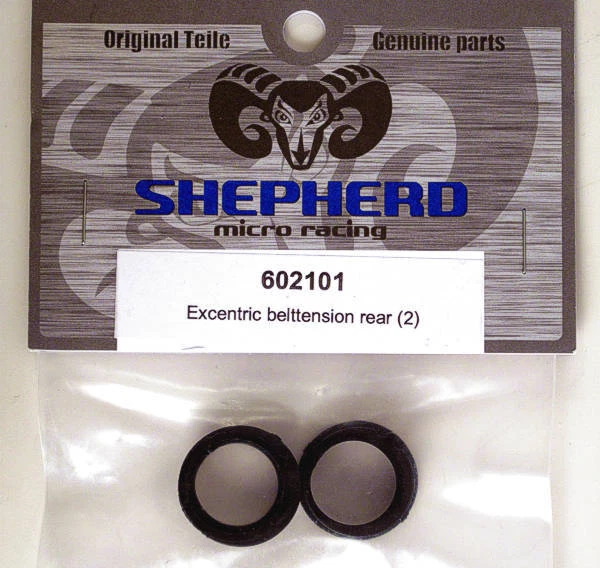 Original Teile
Genuine parts
SHEPHERD
micro racing
602101
Excentric belttension rear (2)